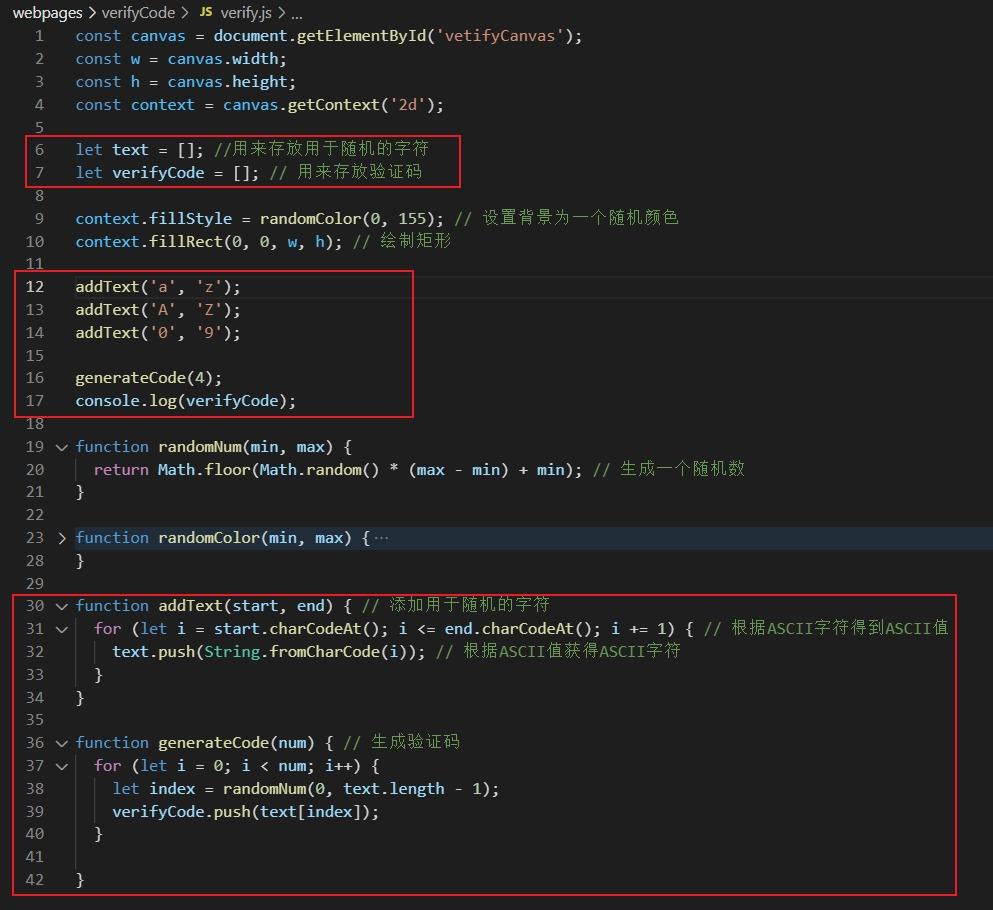 webpages > verifyCode > JS verify.js > ...
1 const canvas = document.getElementById('vetifyCanvas');
2 const w = canvas.width;
3 const h = canvas.height;
4 const context = canvas.getContext('2d');
5
6 let text = []; //用来存放用于随机的字符
7 let verifyCode = []; // 用来存放验证码
8
9 context.fillStyle = randomColor(0, 155); // 设置背景为一个随机颜色
10 context.fillRect(0, 0, w, h); // 绘制矩形
11
12 addText('a', 'z');
13 addText('A', 'Z');
14 addText('0', '9');
15
16 generateCode(4);
17 console.log(verifyCode);
18
19 function randomNum(min, max) {
20 return Math.floor(Math.random() * (max - min) + min); // 生成一个随机数
21 }
22
23 function randomColor(min, max) {···
28 }
29
30 function addText(start, end) { // 添加用于随机的字符
31 for (let i = start.charCodeAt(); i <= end.charCodeAt(); i += 1) { // 根据ASCII字符得到ASCII值
32 text.push(String.fromCharCode(i)); // 根据ASCII值获得ASCII字符
33 }
34 }
35
36 function generateCode(num) { // 生成验证码
37 for (let i = 0; i < num; i++) {
38 let index = randomNum(0, text.length - 1);
39 verifyCode.push(text[index]);
40 }
41
42 }